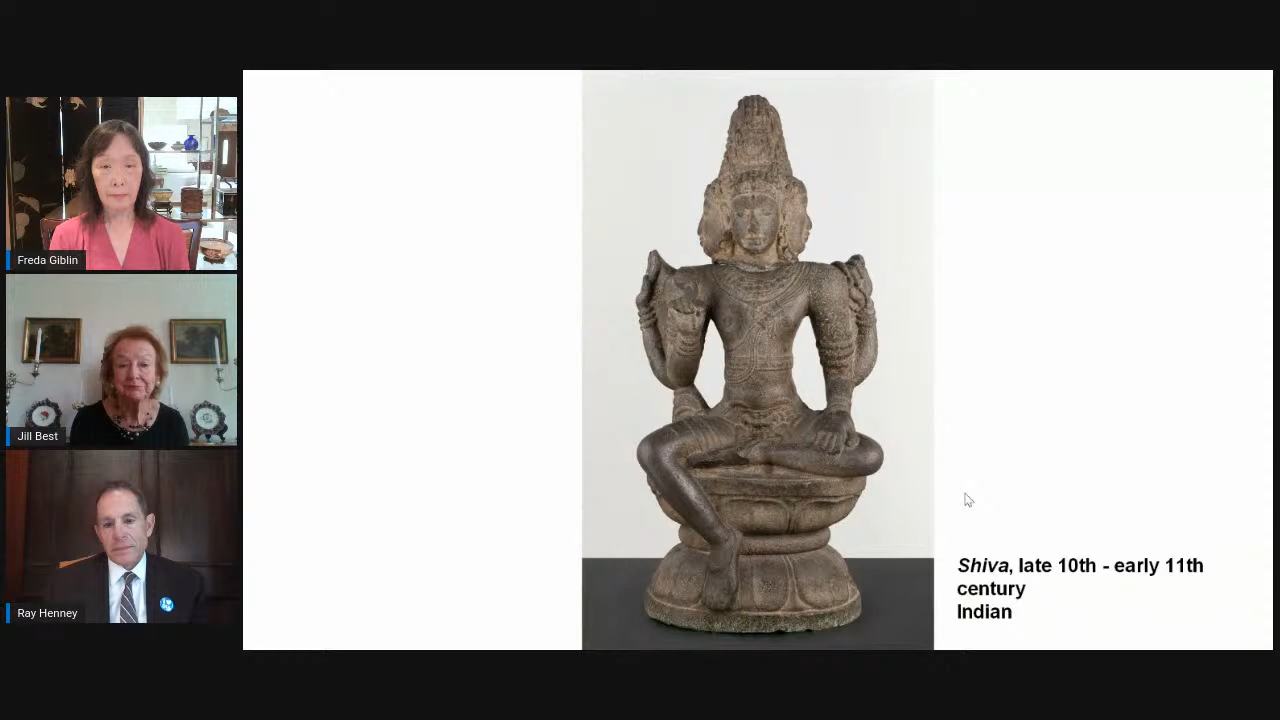 Freda Giblin
Jill Best
Ray Henney
Shiva, late 10th - early 11th
century
Indian